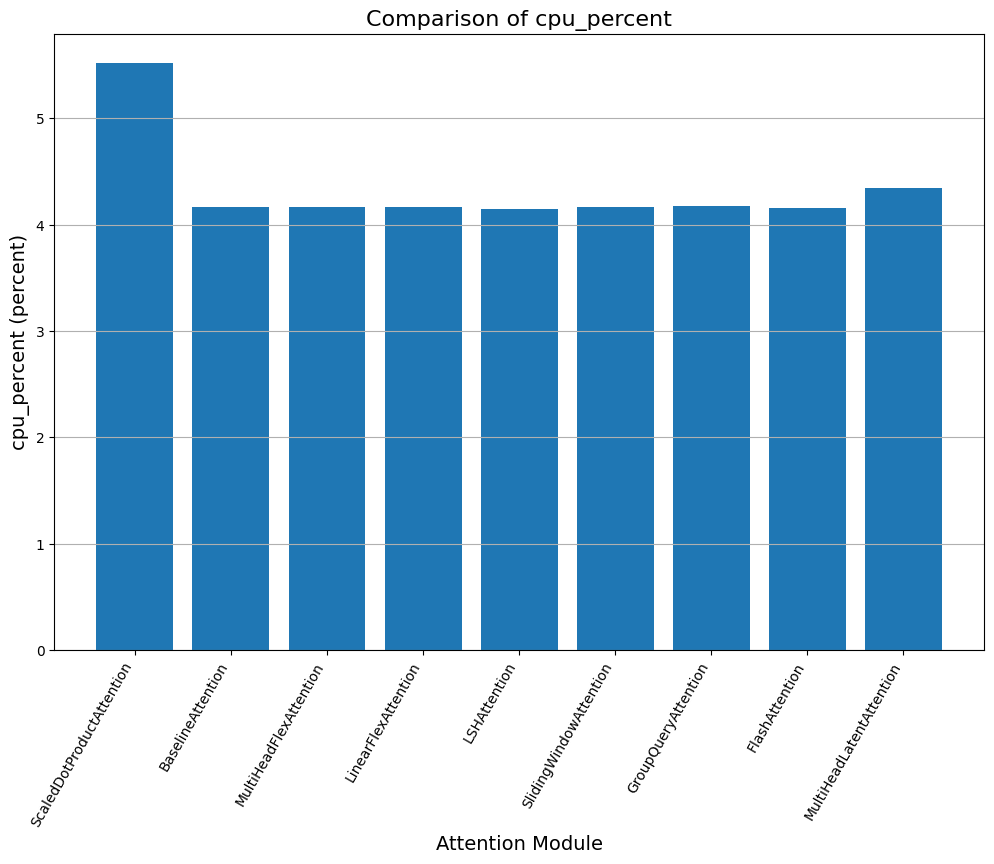 Comparison of cpu_percent
cpu_percent (percent)
5
4
3
2
1
0
ScaledDotProductAttention
BaselineAttention
MultiHeadFlexAttention
LinearFlexAttention
LSHAttention
SlidingWindowAttention
GroupQueryAttention
FlashAttention
MultiHeadLatentAttention
Attention Module